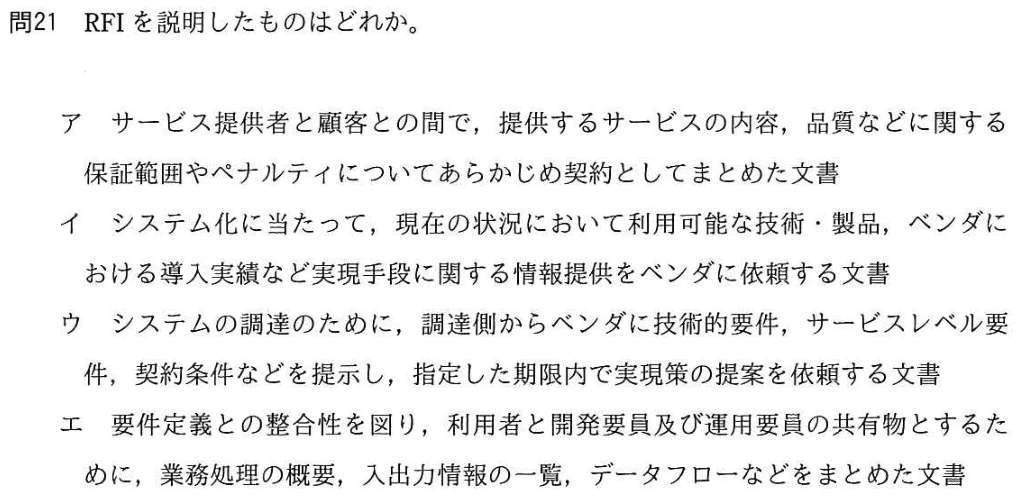 問21 RFI を説明したものはどれか。
ア サービス提供者と顧客との間で，提供するサービスの内容，品質などに関する
保証範囲やペナルティについてあらかじめ契約としてまとめた文書
イ システム化に当たって，現在の状況において利用可能な技術・製品，ベンダに
おける導入実績など実現手段に関する情報提供をベンダに依頼する文書
ウ システムの調達のために，調達側からベンダに技術的要件，サービスレベル要
件，契約条件などを提示し，指定した期限内で実現策の提案を依頼する文書
エ 要件定義との整合性を図り，利用者と開発要員及び運用要員の共有物とするた
めに，業務処理の概要，入出力情報の一覧，データフローなどをまとめた文書